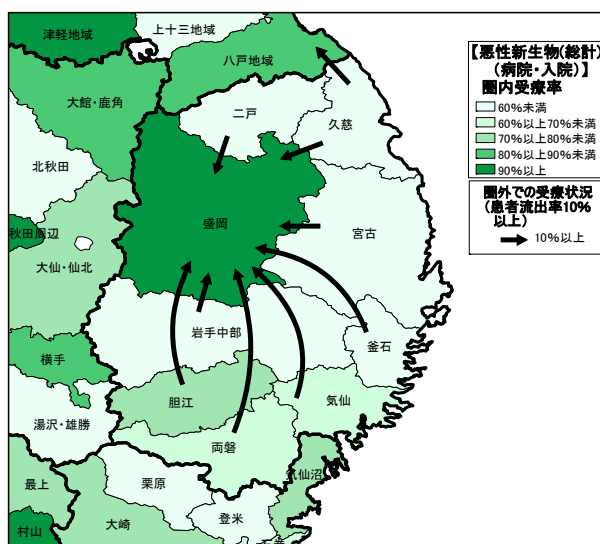 津軽地域
上十三地域
八戸地域
大館・鹿角
二戸
久慈
北秋田
盛岡
宮古
秋田周辺
大仙・仙北
岩手中部
釜石
横手
胆江
気仙
湯沢・雄勝
両磐
気仙沼
最上
栗原
登米
大崎
村山
【悪性新生物(総計)
(病院・入院)】
圏内受療率
60%未満
60%以上70%未満
70%以上80%未満
80%以上90%未満
90%以上
圏外での受療状況
(患者流出率10%
以上)
10%以上